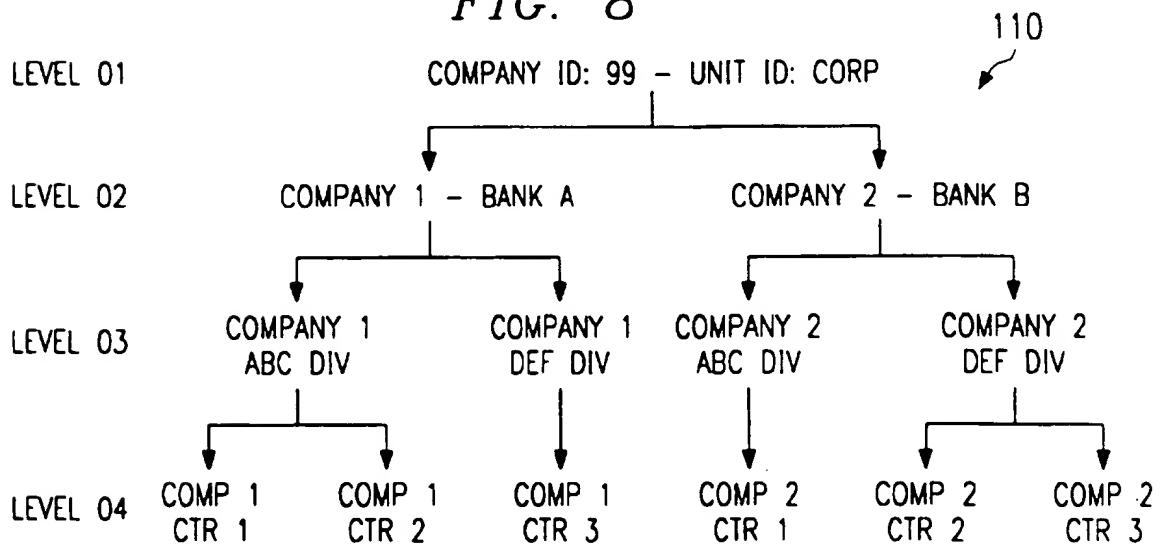 FIG. 8
110
LEVEL 01 COMPANY ID: 99 – UNIT ID: CORP
LEVEL 02 COMPANY 1 – BANK A COMPANY 2 – BANK B
LEVEL 03 COMPANY 1 COMPANY 1 COMPANY 2 COMPANY 2
ABC DIV DEF DIV ABC DIV DEF DIV
LEVEL 04 COMP 1 COMP 1 COMP 1 COMP 2 COMP 2 COMP 2
CTR 1 CTR 2 CTR 3 CTR 1 CTR 2 CTR 3